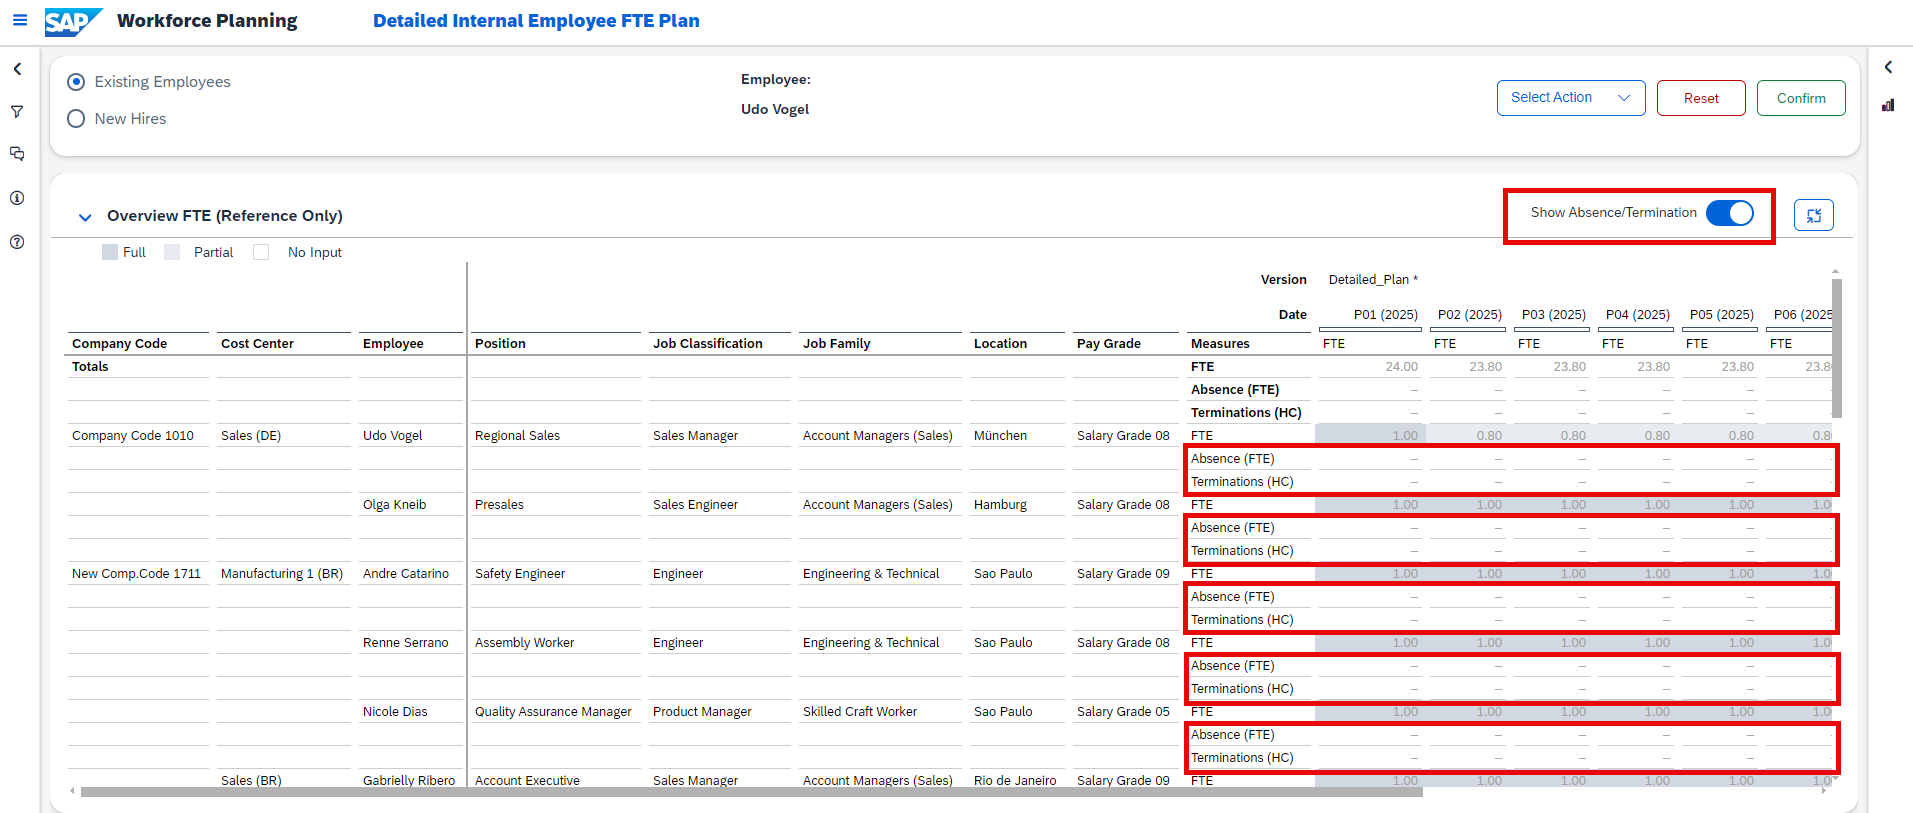 SAP Workforce Planning Detailed Internal Employee FTE Plan
Existing Employees
New Hires
Employee:
Udo Vogel
Select Action Reset Confirm
Overview FTE (Reference Only) Show Absence/Termination
Full Partial No Input
Version Detailed_Plan *
Date P01 (2025) P02 (2025) P03 (2025) P04 (2025) P05 (2025) P06 (2025
Company Code Cost Center Employee Position Job Classification Job Family Location Pay Grade Measures FTE FTE FTE FTE FTE FTE
Totals FTE 24.00 23.80 23.80 23.80 23.80 23.80
Absence (FTE) – – – – – –
Terminations (HC) – – – – – –
Company Code 1010 Sales (DE) Udo Vogel Regional Sales Sales Manager Account Managers (Sales) München Salary Grade 08 FTE 1.00 0.80 0.80 0.80 0.80 0.8
Absence (FTE) – – – – –
Terminations (HC) – – – – –
Olga Kneib Presales Sales Engineer Account Managers (Sales) Hamburg Salary Grade 08 FTE 1.00 1.00 1.00 1.00 1.00 1.0
Absence (FTE) – – – – –
Terminations (HC) – – – – –
New Comp.Code 1711 Manufacturing 1 (BR) Andre Catarino Safety Engineer Engineer Engineering & Technical Sao Paulo Salary Grade 09 FTE 1.00 1.00 1.00 1.00 1.00 1.0
Absence (FTE) – – – – –
Terminations (HC) – – – – –
Renne Serrano Assembly Worker Engineer Engineering & Technical Sao Paulo Salary Grade 08 FTE 1.00 1.00 1.00 1.00 1.00 1.0
Absence (FTE) – – – – –
Terminations (HC) – – – – –
Nicole Dias Quality Assurance Manager Product Manager Skilled Craft Worker Sao Paulo Salary Grade 05 FTE 1.00 1.00 1.00 1.00 1.00 1.0
Absence (FTE) – – – – –
Terminations (HC) – – – – –
Sales (BR) Gabrielly Ribero Account Executive Sales Manager Account Managers (Sales) Rio de Janeiro Salary Grade 09 FTE 1.00 1.00 1.00 1.00 1.00 1.0